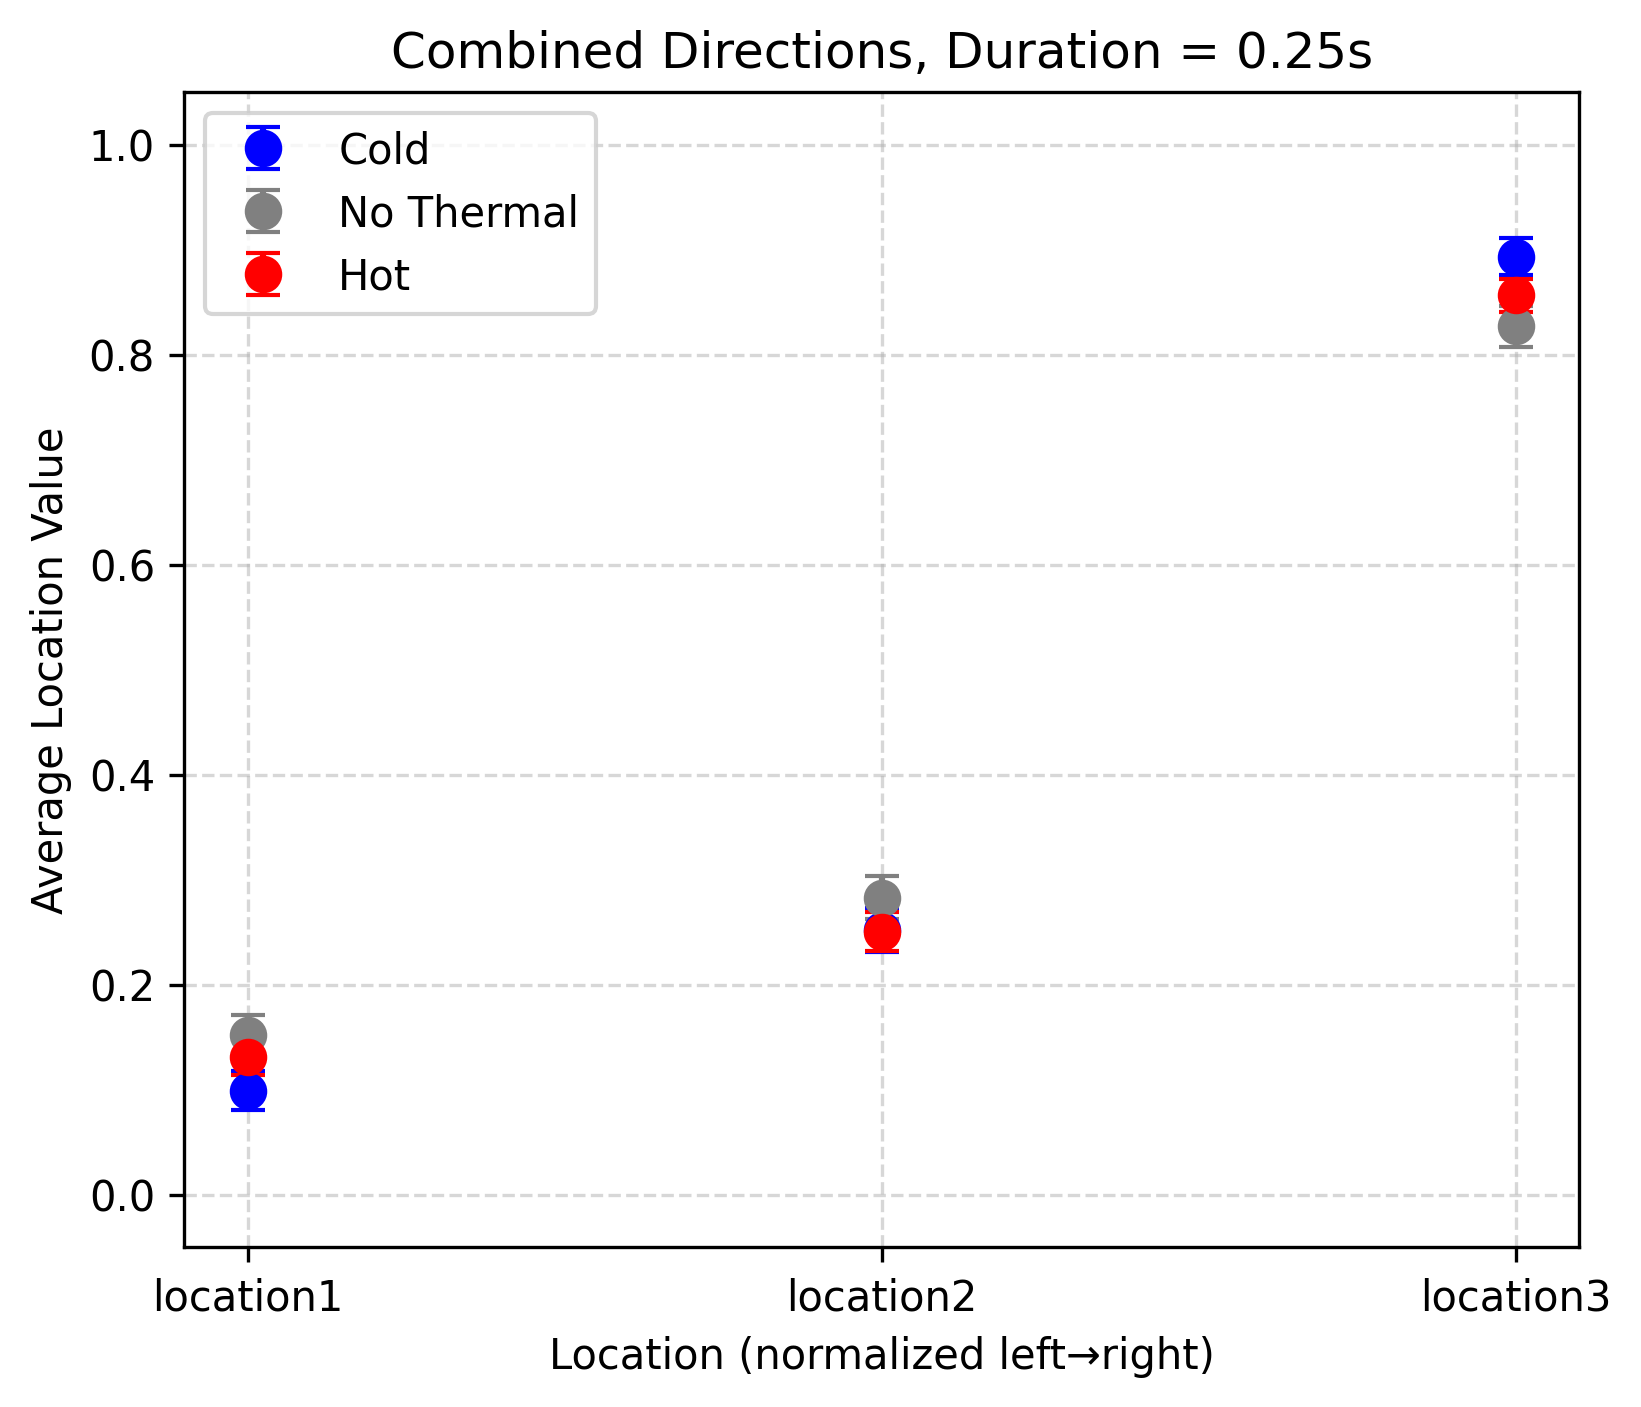 Combined Directions, Duration = 0.25s
Cold
No Thermal
Hot
1.0
0.8
0.6
0.4
0.2
0.0
Average Location Value
location1
location2
location3
Location (normalized left→right)